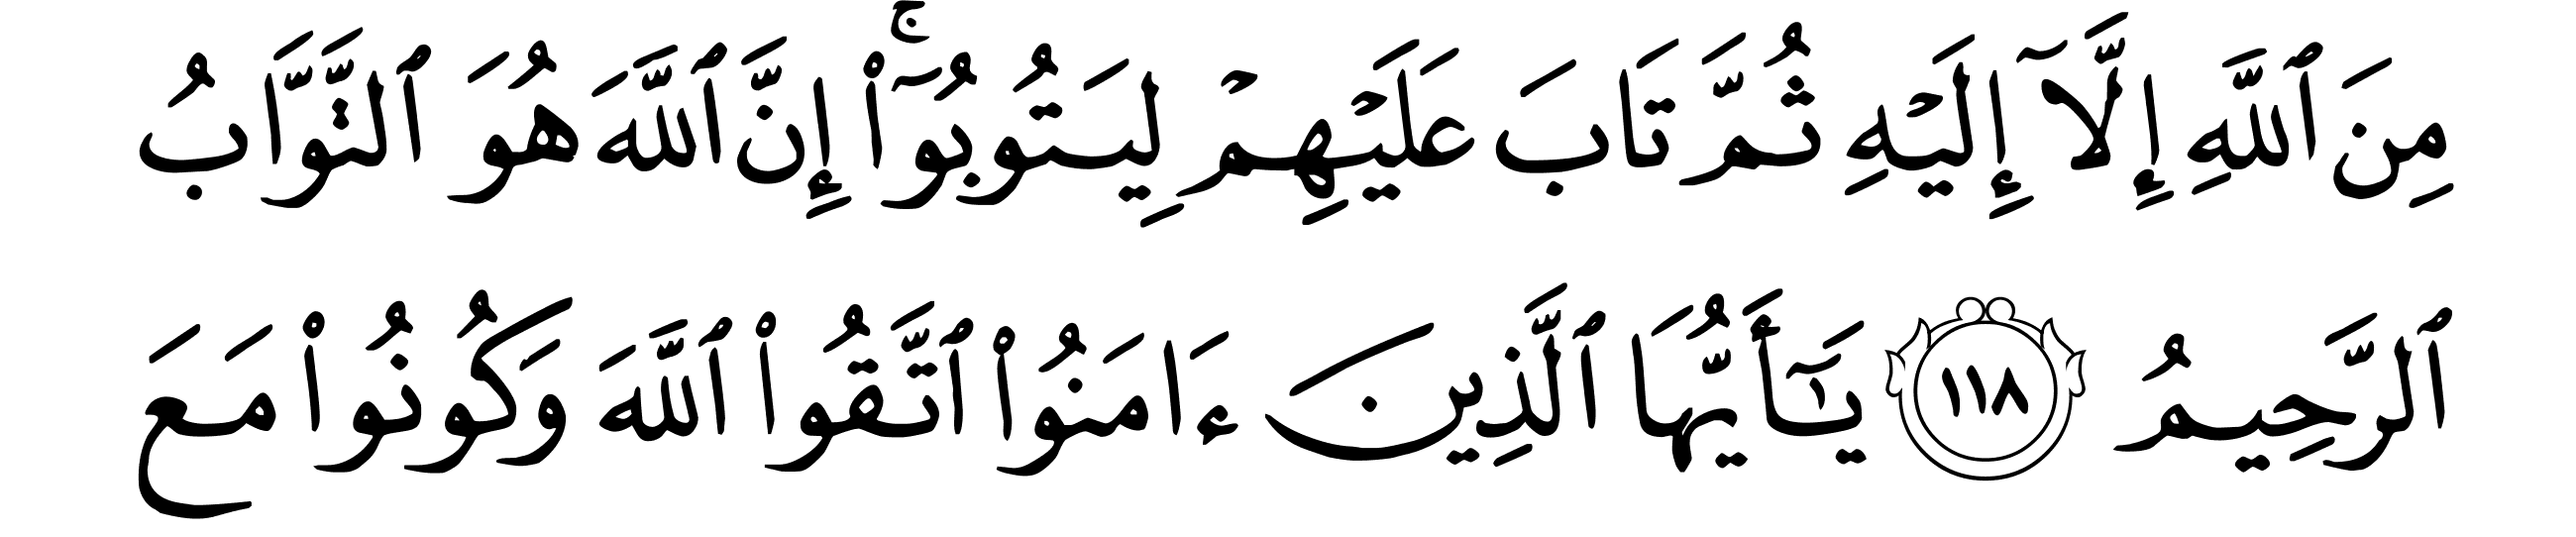 مِنَ ٱللَّهِ إِلَّآ إِلَيْهِ ثُمَّ تَابَ عَلَيْهِمْ لِيَتُوبُوٓا۟ ۚ إِنَّ ٱللَّهَ هُوَ ٱلتَّوَّابُ
ٱلرَّحِيمُ ١١٨ يَـٰٓأَيُّهَا ٱلَّذِينَ ءَامَنُوا۟ ٱتَّقُوا۟ ٱللَّهَ وَكُونُوا۟ مَعَ